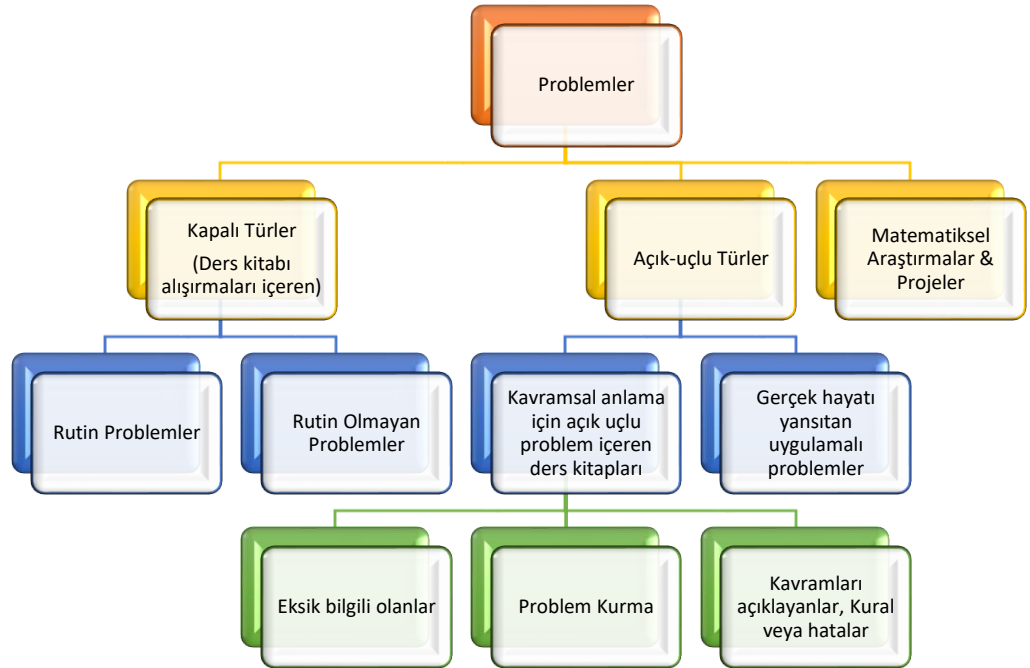 Problemler
Kapalı Türler
(Ders kitabı
alışırmaları içeren)
Açık-uçlu Türler
Matematiksel
Araştırmalar &
Projeler
Rutin Problemler
Rutin Olmayan
Problemler
Kavramsal anlama
için açık uçlu
problem içeren
ders kitapları
Gerçek hayatı
yansıtan
uygulamalı
problemler
Eksik bilgili olanlar
Problem Kurma
Kavramları
açıklayanlar, Kural
veya hatalar